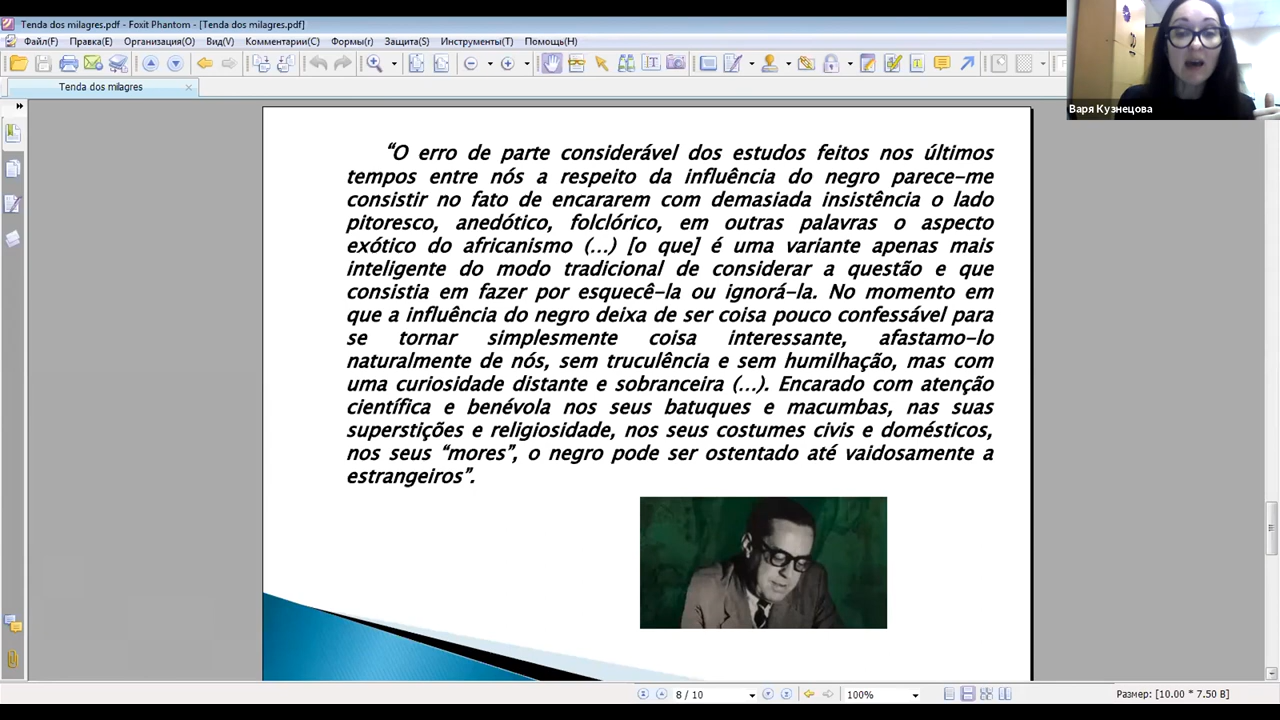 Tenda dos milagres.pdf - Foxit Phantom - [Tenda dos milagres.pdf]
Файл(F) Правка(E) Организация(O) Вид(V) Комментарии(C) Формы(r) Защита(S) Инструменты(T) Помощь(H)
Tenda dos milagres
Варя Кузнецова
“O erro de parte considerável dos estudos feitos nos últimos
tempos entre nós a respeito da influência do negro parece-me
consistir no fato de encararem com demasiada insistência o lado
pitoresco, anedótico, folclórico, em outras palavras o aspecto
exótico do africanismo (...) [o que] é uma variante apenas mais
inteligente do modo tradicional de considerar a questão e que
consistia em fazer por esquecê-la ou ignorá-la. No momento em
que a influência do negro deixa de ser coisa pouco confessável para
se tornar simplesmente coisa interessante, afastamo-lo
naturalmente de nós, sem truculência e sem humilhação, mas com
uma curiosidade distante e sobranceira (...). Encarado com atenção
científica e benévola nos seus batuques e macumbas, nas suas
superstições e religiosidade, nos seus costumes civis e domésticos,
nos seus “mores”, o negro pode ser ostentado até vaidosamente a
estrangeiros”.
8 / 10
100%
Размер: [10.00 * 7.50 В]